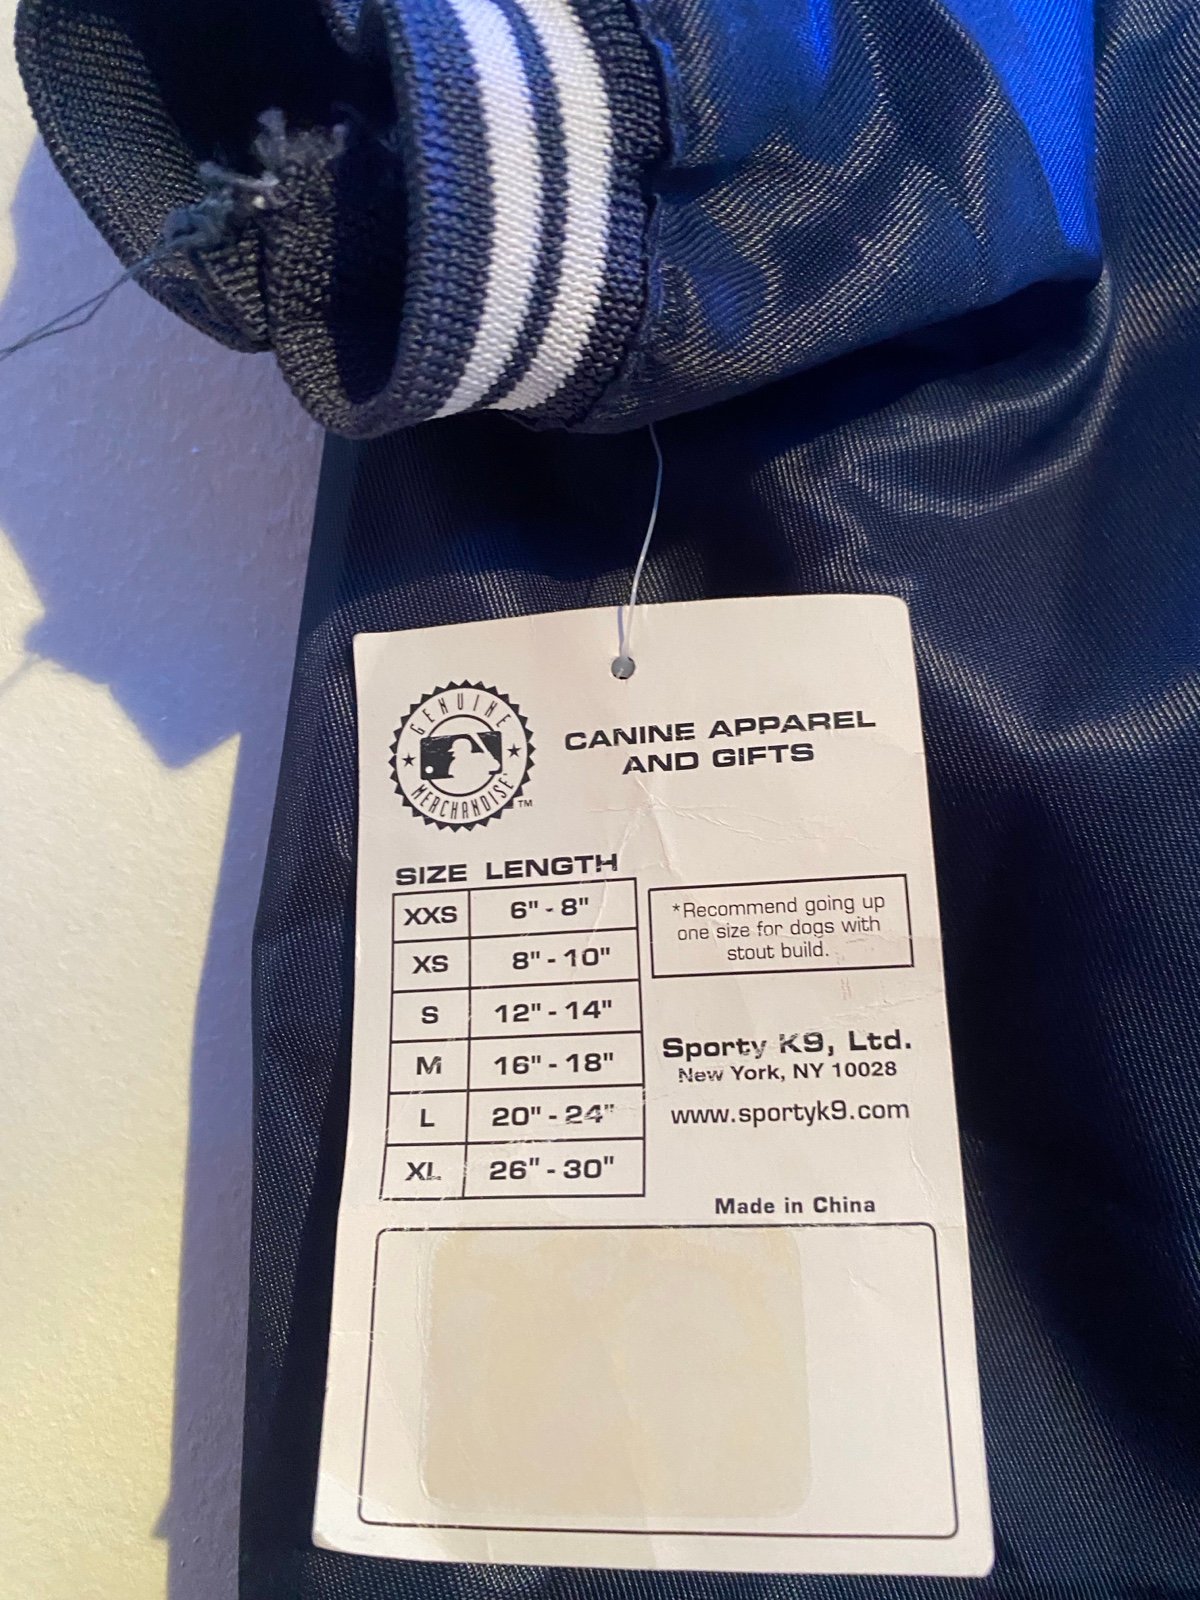 GENUINE
MERCHANDISE
TM
CANINE APPAREL
AND GIFTS
SIZE LENGTH
XXS 6" - 8"
XS 8" - 10"
S 12" - 14"
M 16" - 18"
L 20" - 24"
XL 26" - 30"
*Recommend going up
one size for dogs with
stout build.
Sporty K9, Ltd.
New York, NY 10028
www.sportyk9.com
Made in China